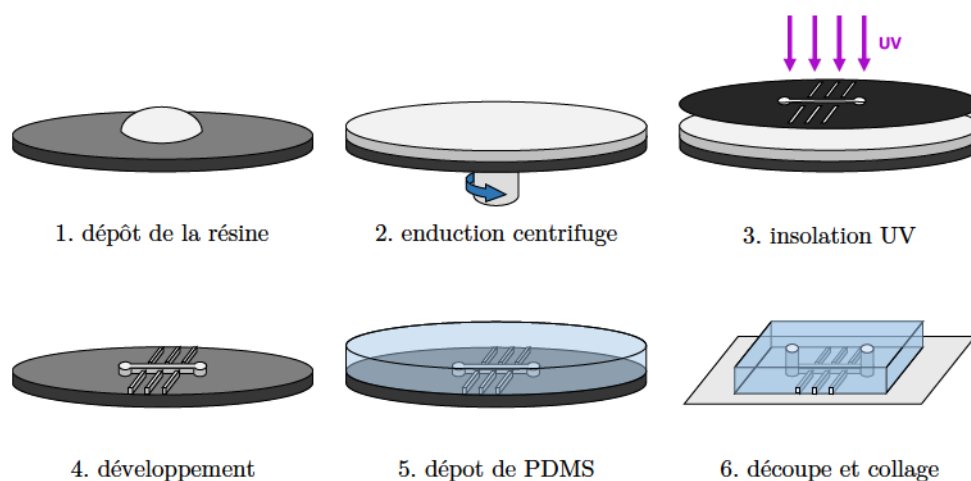 UV
1. dépôt de la résine
2. enduction centrifuge
3. insolation UV
4. développement
5. dépot de PDMS
6. découpe et collage